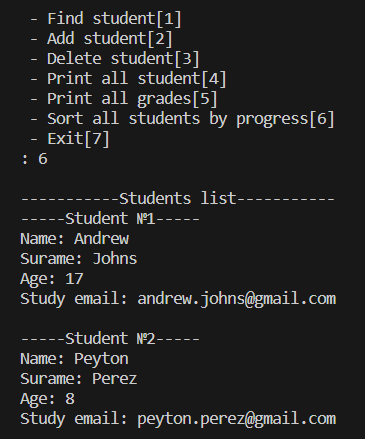 - Find student[1]
- Add student[2]
- Delete student[3]
- Print all student[4]
- Print all grades[5]
- Sort all students by progress[6]
- Exit[7]
: 6
-----------Students list-----------
-----Student №1-----
Name: Andrew
Surame: Johns
Age: 17
Study email: andrew.johns@gmail.com
-----Student №2-----
Name: Peyton
Surame: Perez
Age: 8
Study email: peyton.perez@gmail.com